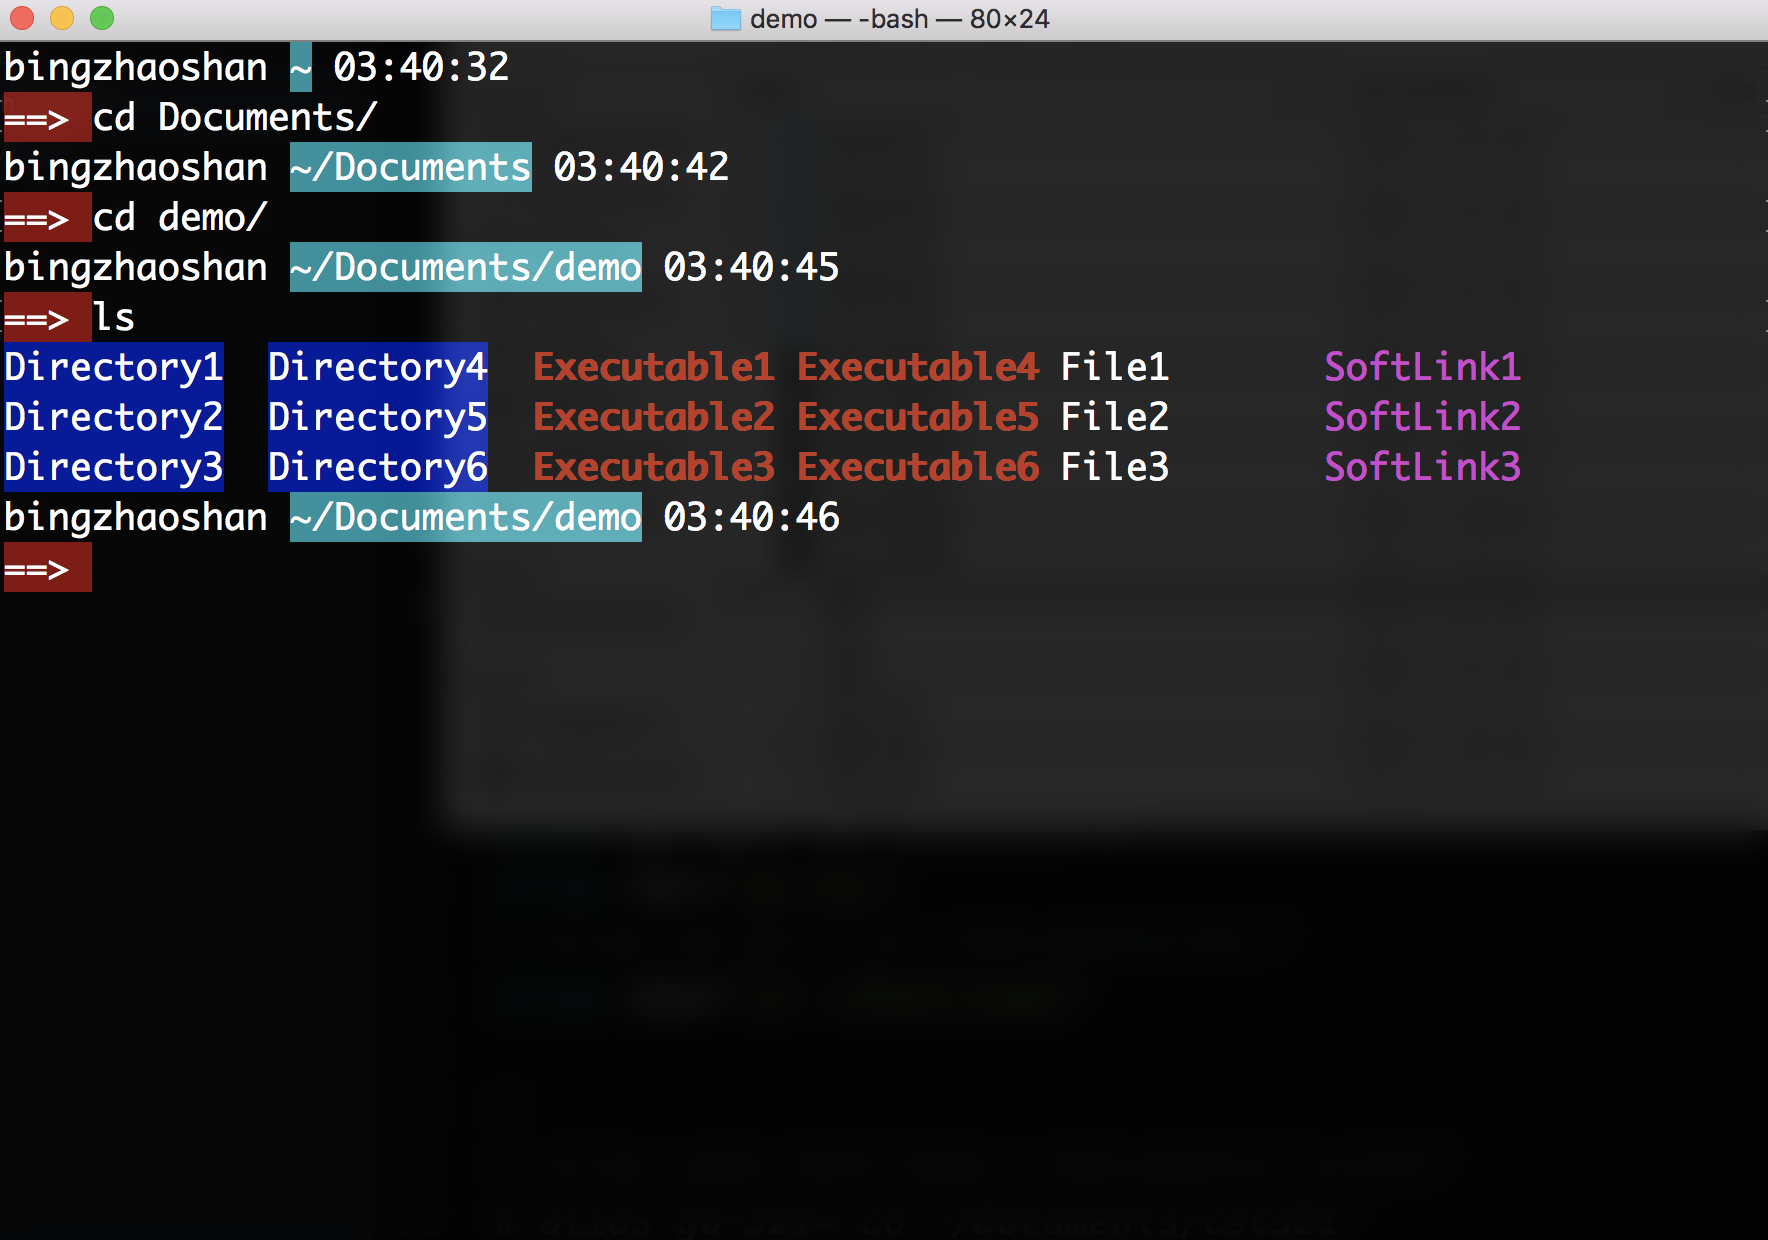 demo — -bash — 80×24
bingzhaoshan ~ 03:40:32
==> cd Documents/
bingzhaoshan ~/Documents 03:40:42
==> cd demo/
bingzhaoshan ~/Documents/demo 03:40:45
==> ls
Directory1 Directory4 Executable1 Executable4 File1 SoftLink1
Directory2 Directory5 Executable2 Executable5 File2 SoftLink2
Directory3 Directory6 Executable3 Executable6 File3 SoftLink3
bingzhaoshan ~/Documents/demo 03:40:46
==>